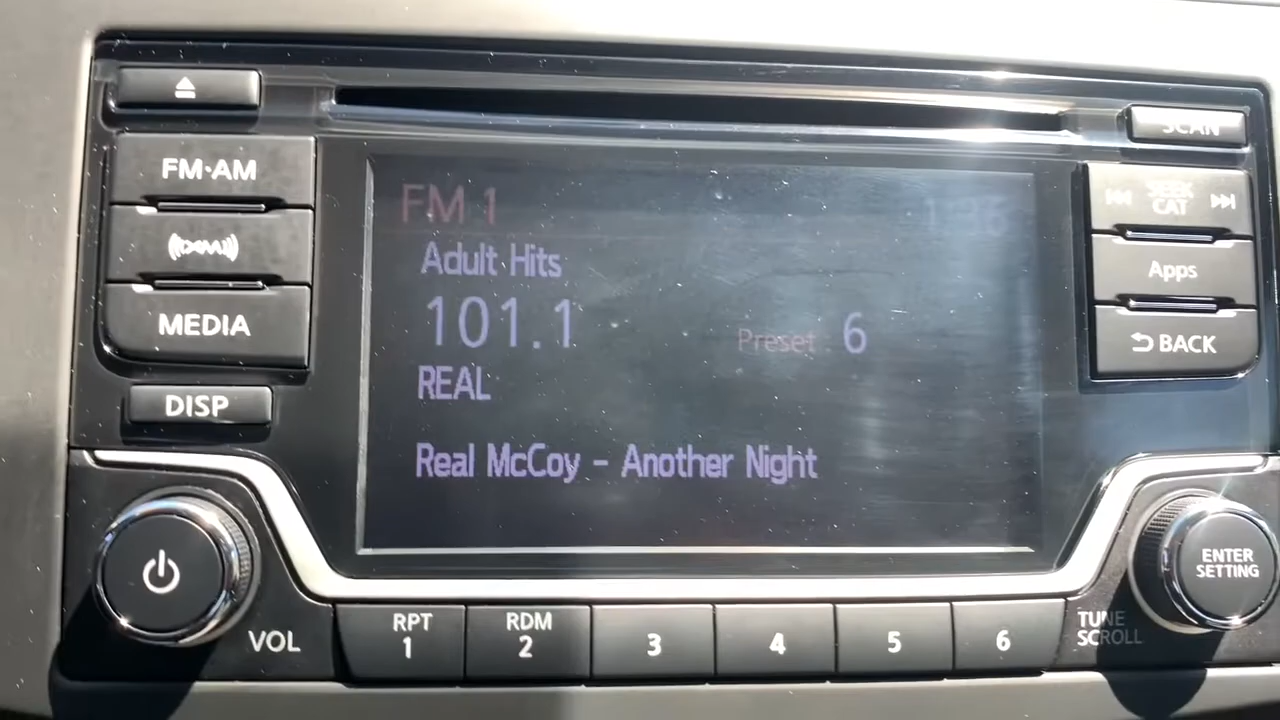 SCAN
FM·AM
SEEK
CAT
FM 1
Adult Hits
XM
Apps
101.1
Preset 6
MEDIA
BACK
REAL
DISP
Real McCoy - Another Night
ENTER
SETTING
VOL
RPT
1
RDM
2
3
4
5
6
TUNE
SCROLL